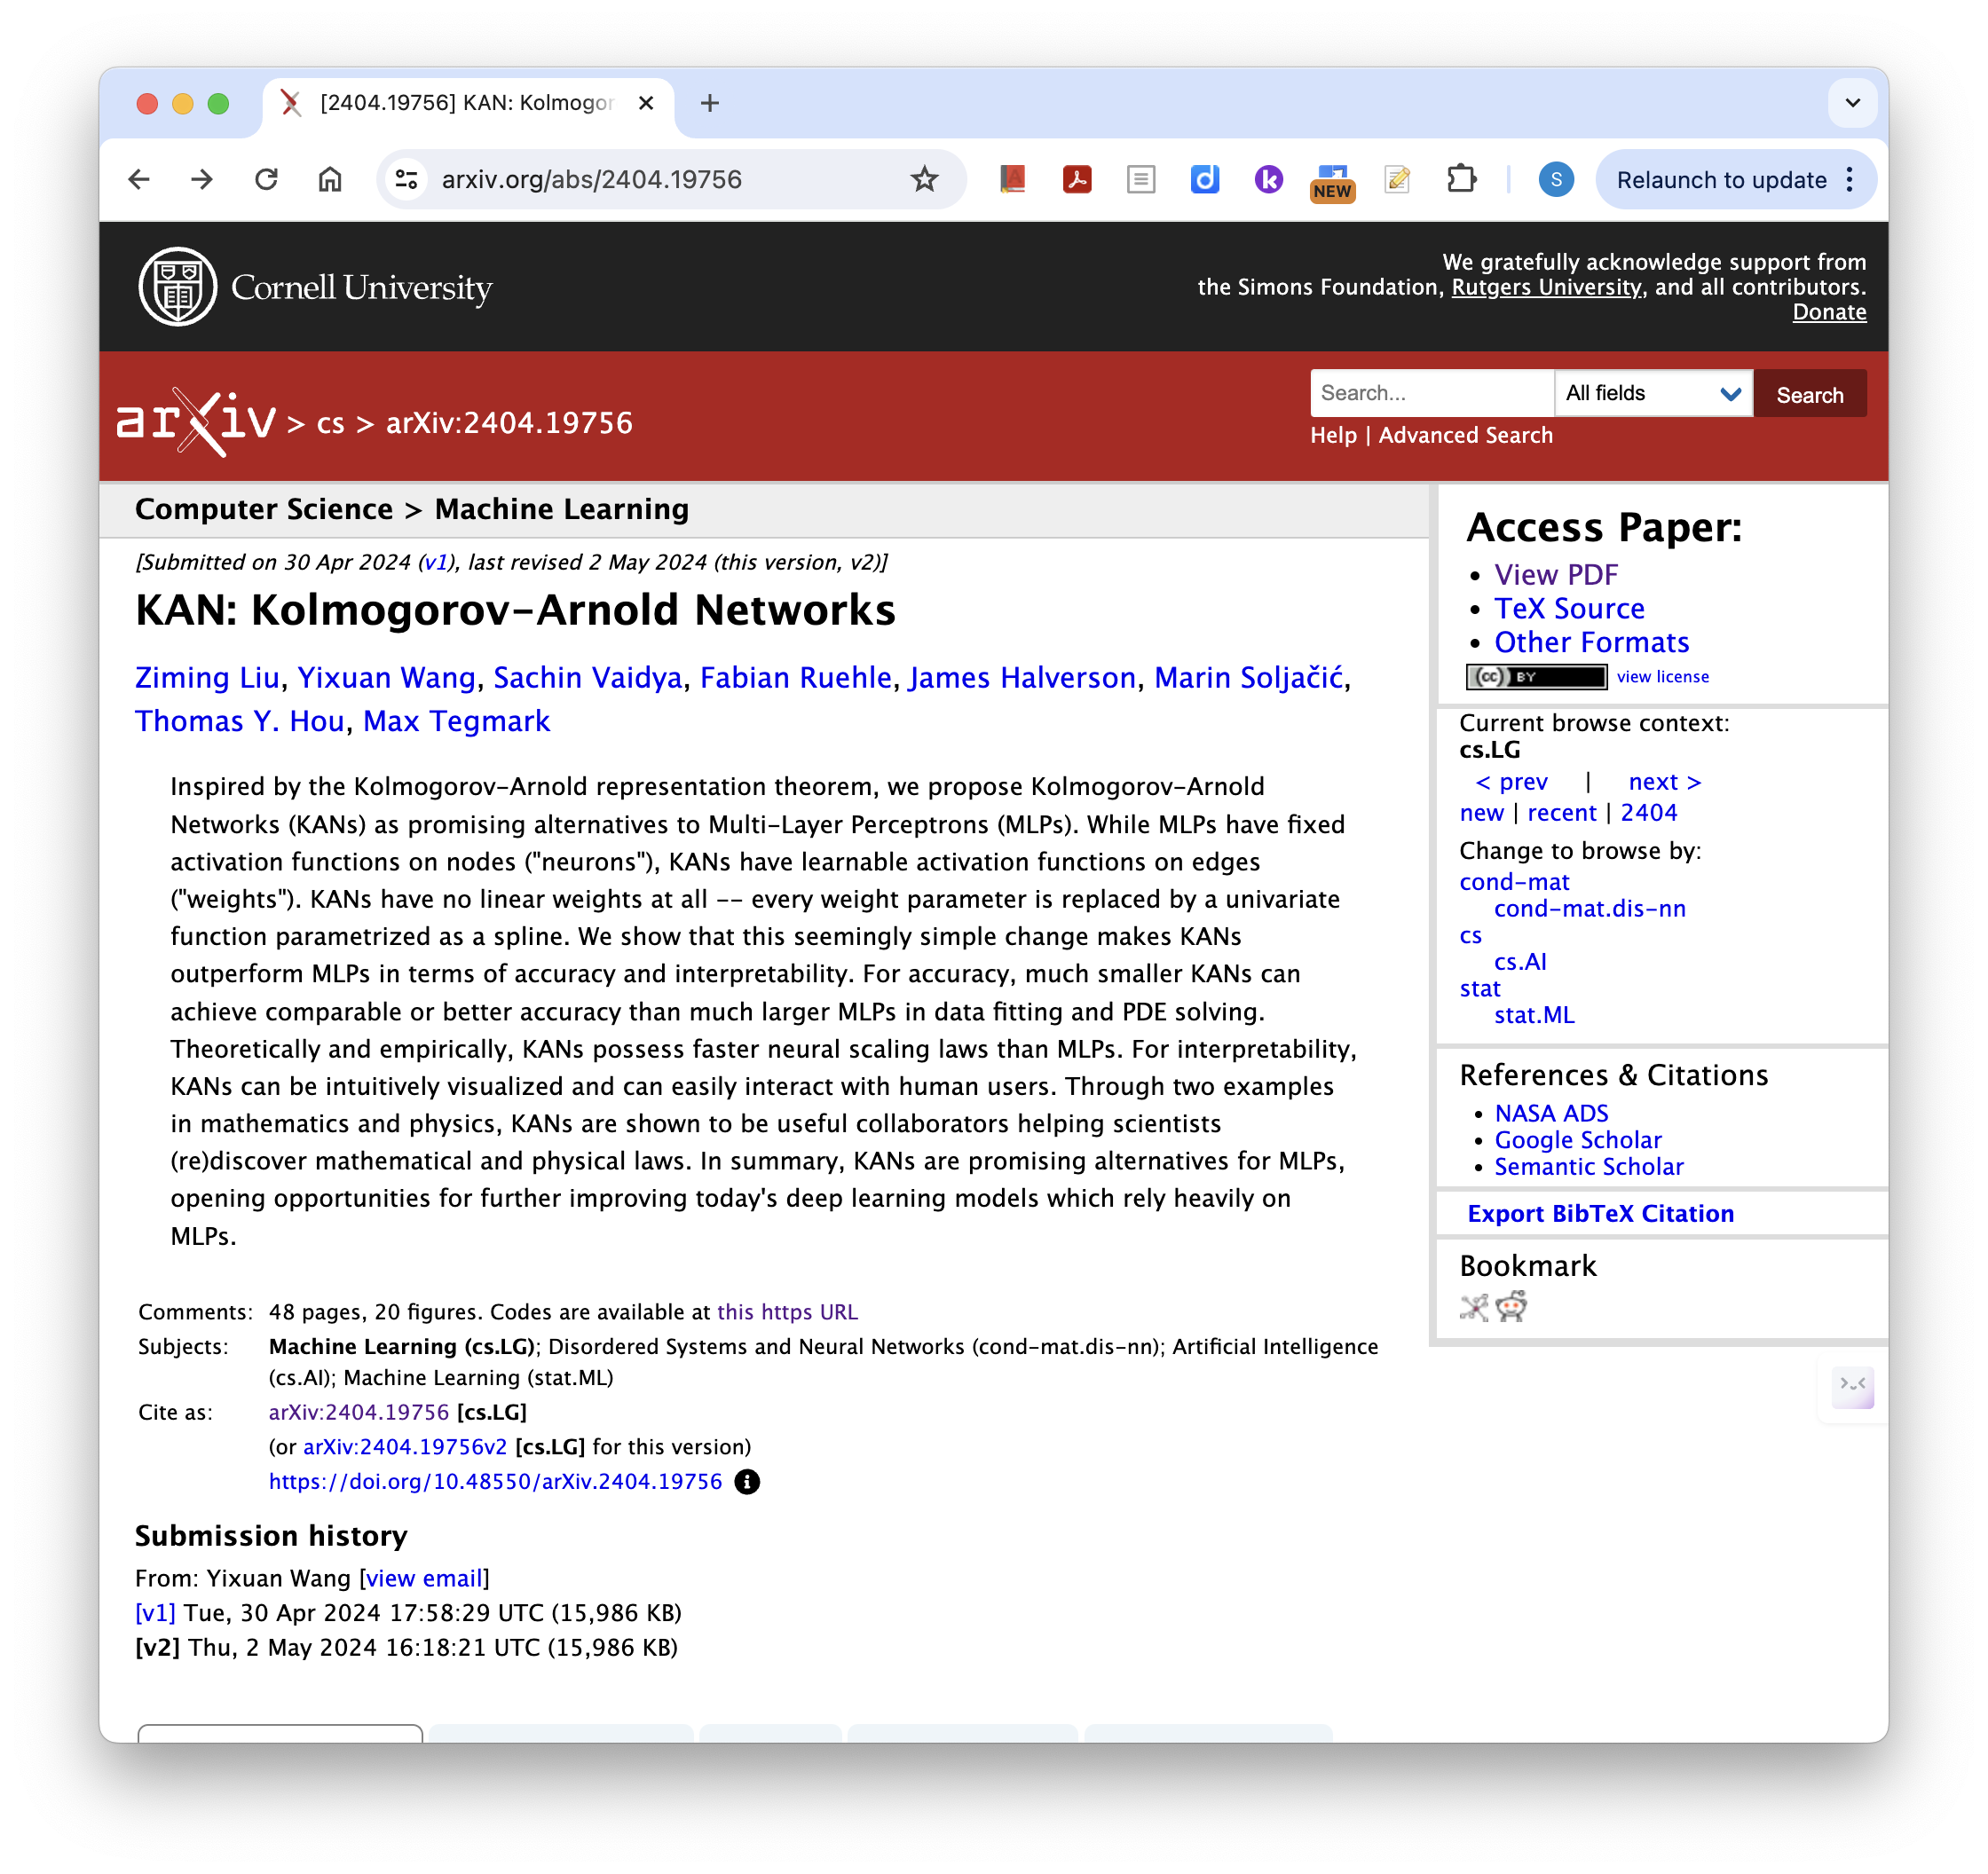 [2404.19756] KAN: Kolmogor
arxiv.org/abs/2404.19756
NEW
S
Relaunch to update
Cornell University
We gratefully acknowledge support from
the Simons Foundation, Rutgers University, and all contributors.
Donate
arXiv > cs > arXiv:2404.19756
Search...
All fields
Search
Help | Advanced Search
Computer Science > Machine Learning
[Submitted on 30 Apr 2024 (v1), last revised 2 May 2024 (this version, v2)]
KAN: Kolmogorov-Arnold Networks
Ziming Liu, Yixuan Wang, Sachin Vaidya, Fabian Ruehle, James Halverson, Marin Soljačić,
Thomas Y. Hou, Max Tegmark
Inspired by the Kolmogorov-Arnold representation theorem, we propose Kolmogorov-Arnold
Networks (KANs) as promising alternatives to Multi-Layer Perceptrons (MLPs). While MLPs have fixed
activation functions on nodes ("neurons"), KANs have learnable activation functions on edges
("weights"). KANs have no linear weights at all -- every weight parameter is replaced by a univariate
function parametrized as a spline. We show that this seemingly simple change makes KANs
outperform MLPs in terms of accuracy and interpretability. For accuracy, much smaller KANs can
achieve comparable or better accuracy than much larger MLPs in data fitting and PDE solving.
Theoretically and empirically, KANs possess faster neural scaling laws than MLPs. For interpretability,
KANs can be intuitively visualized and can easily interact with human users. Through two examples
in mathematics and physics, KANs are shown to be useful collaborators helping scientists
(re)discover mathematical and physical laws. In summary, KANs are promising alternatives for MLPs,
opening opportunities for further improving today's deep learning models which rely heavily on
MLPs.
Comments: 48 pages, 20 figures. Codes are available at this https URL
Subjects: Machine Learning (cs.LG); Disordered Systems and Neural Networks (cond-mat.dis-nn); Artificial Intelligence
(cs.AI); Machine Learning (stat.ML)
Cite as: arXiv:2404.19756 [cs.LG]
(or arXiv:2404.19756v2 [cs.LG] for this version)
https://doi.org/10.48550/arXiv.2404.19756
Submission history
From: Yixuan Wang [view email]
[v1] Tue, 30 Apr 2024 17:58:29 UTC (15,986 KB)
[v2] Thu, 2 May 2024 16:18:21 UTC (15,986 KB)
Access Paper:
• View PDF
• TeX Source
• Other Formats
(cc) BY view license
Current browse context:
cs.LG
< prev | next >
new | recent | 2404
Change to browse by:
cond-mat
cond-mat.dis-nn
cs
cs.AI
stat
stat.ML
References & Citations
• NASA ADS
• Google Scholar
• Semantic Scholar
Export BibTeX Citation
Bookmark